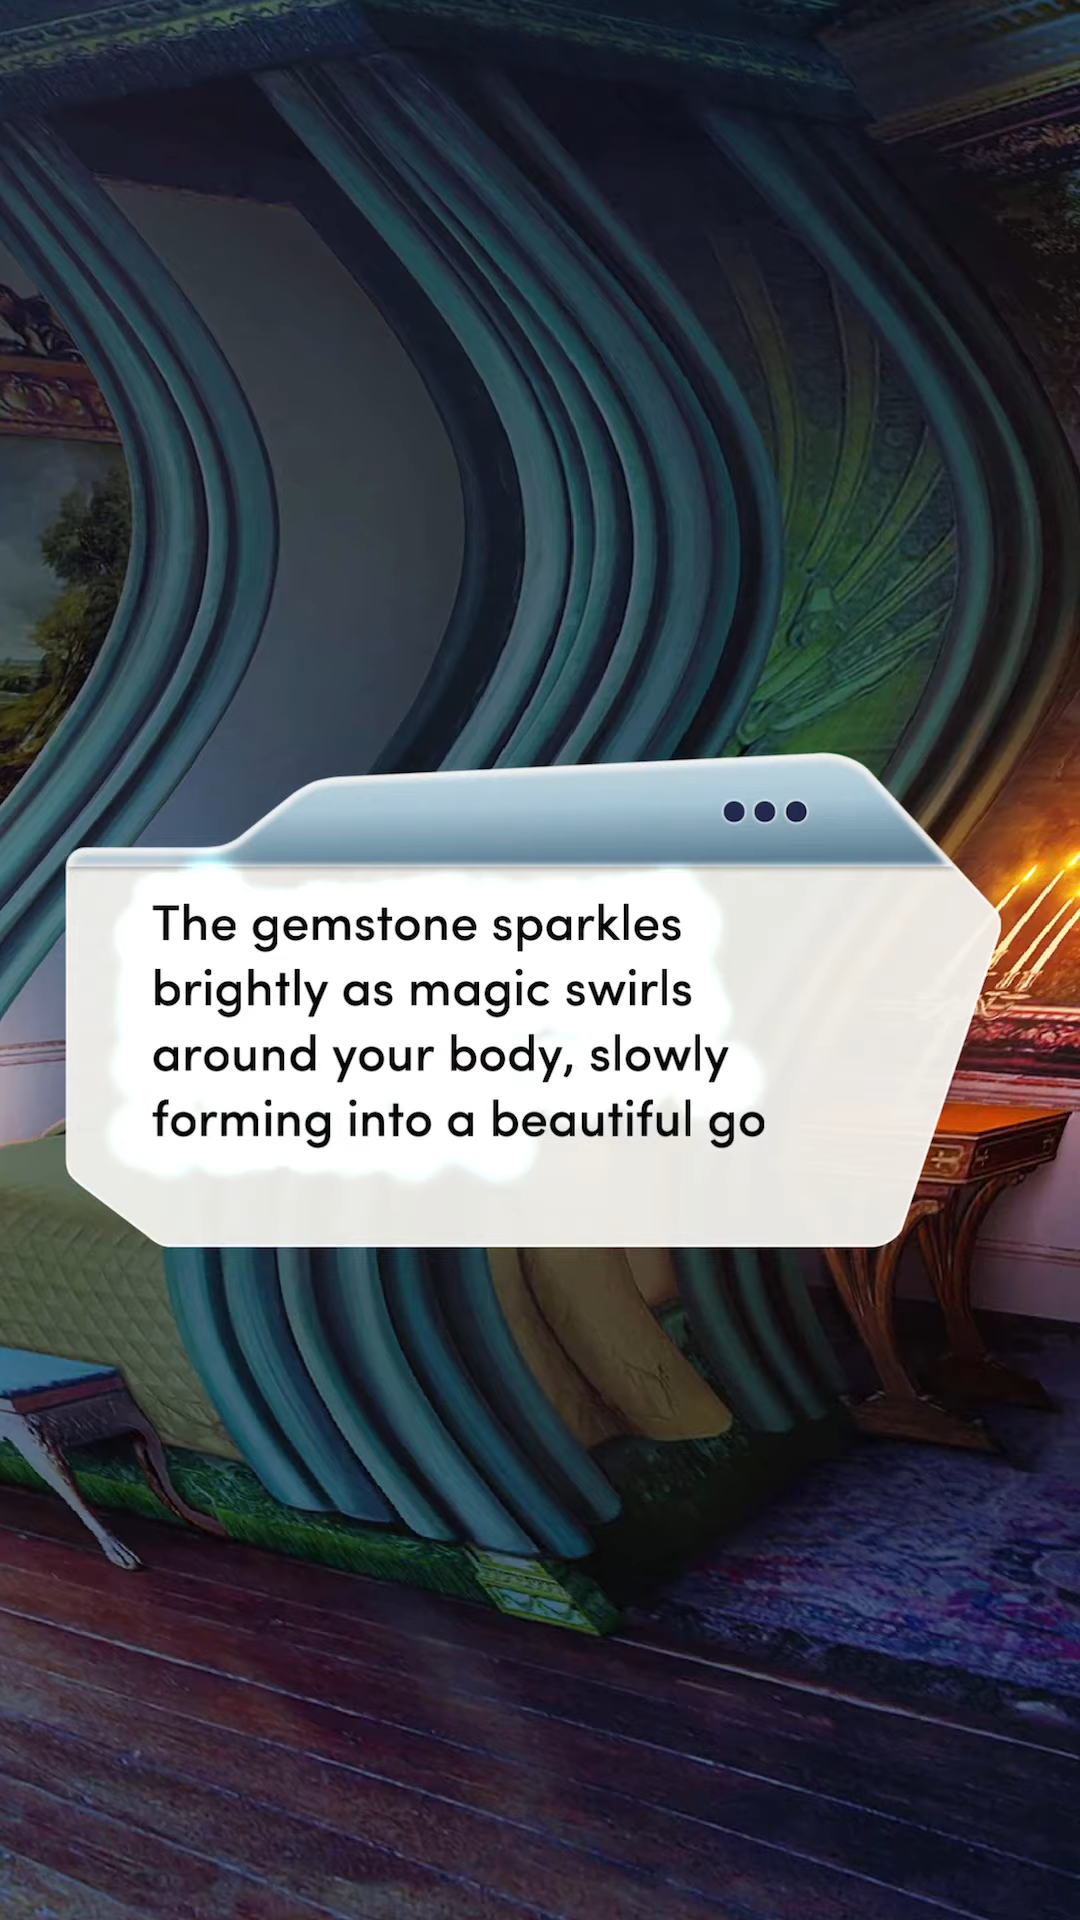 The gemstone sparkles
brightly as magic swirls
around your body, slowly
forming into a beautiful go